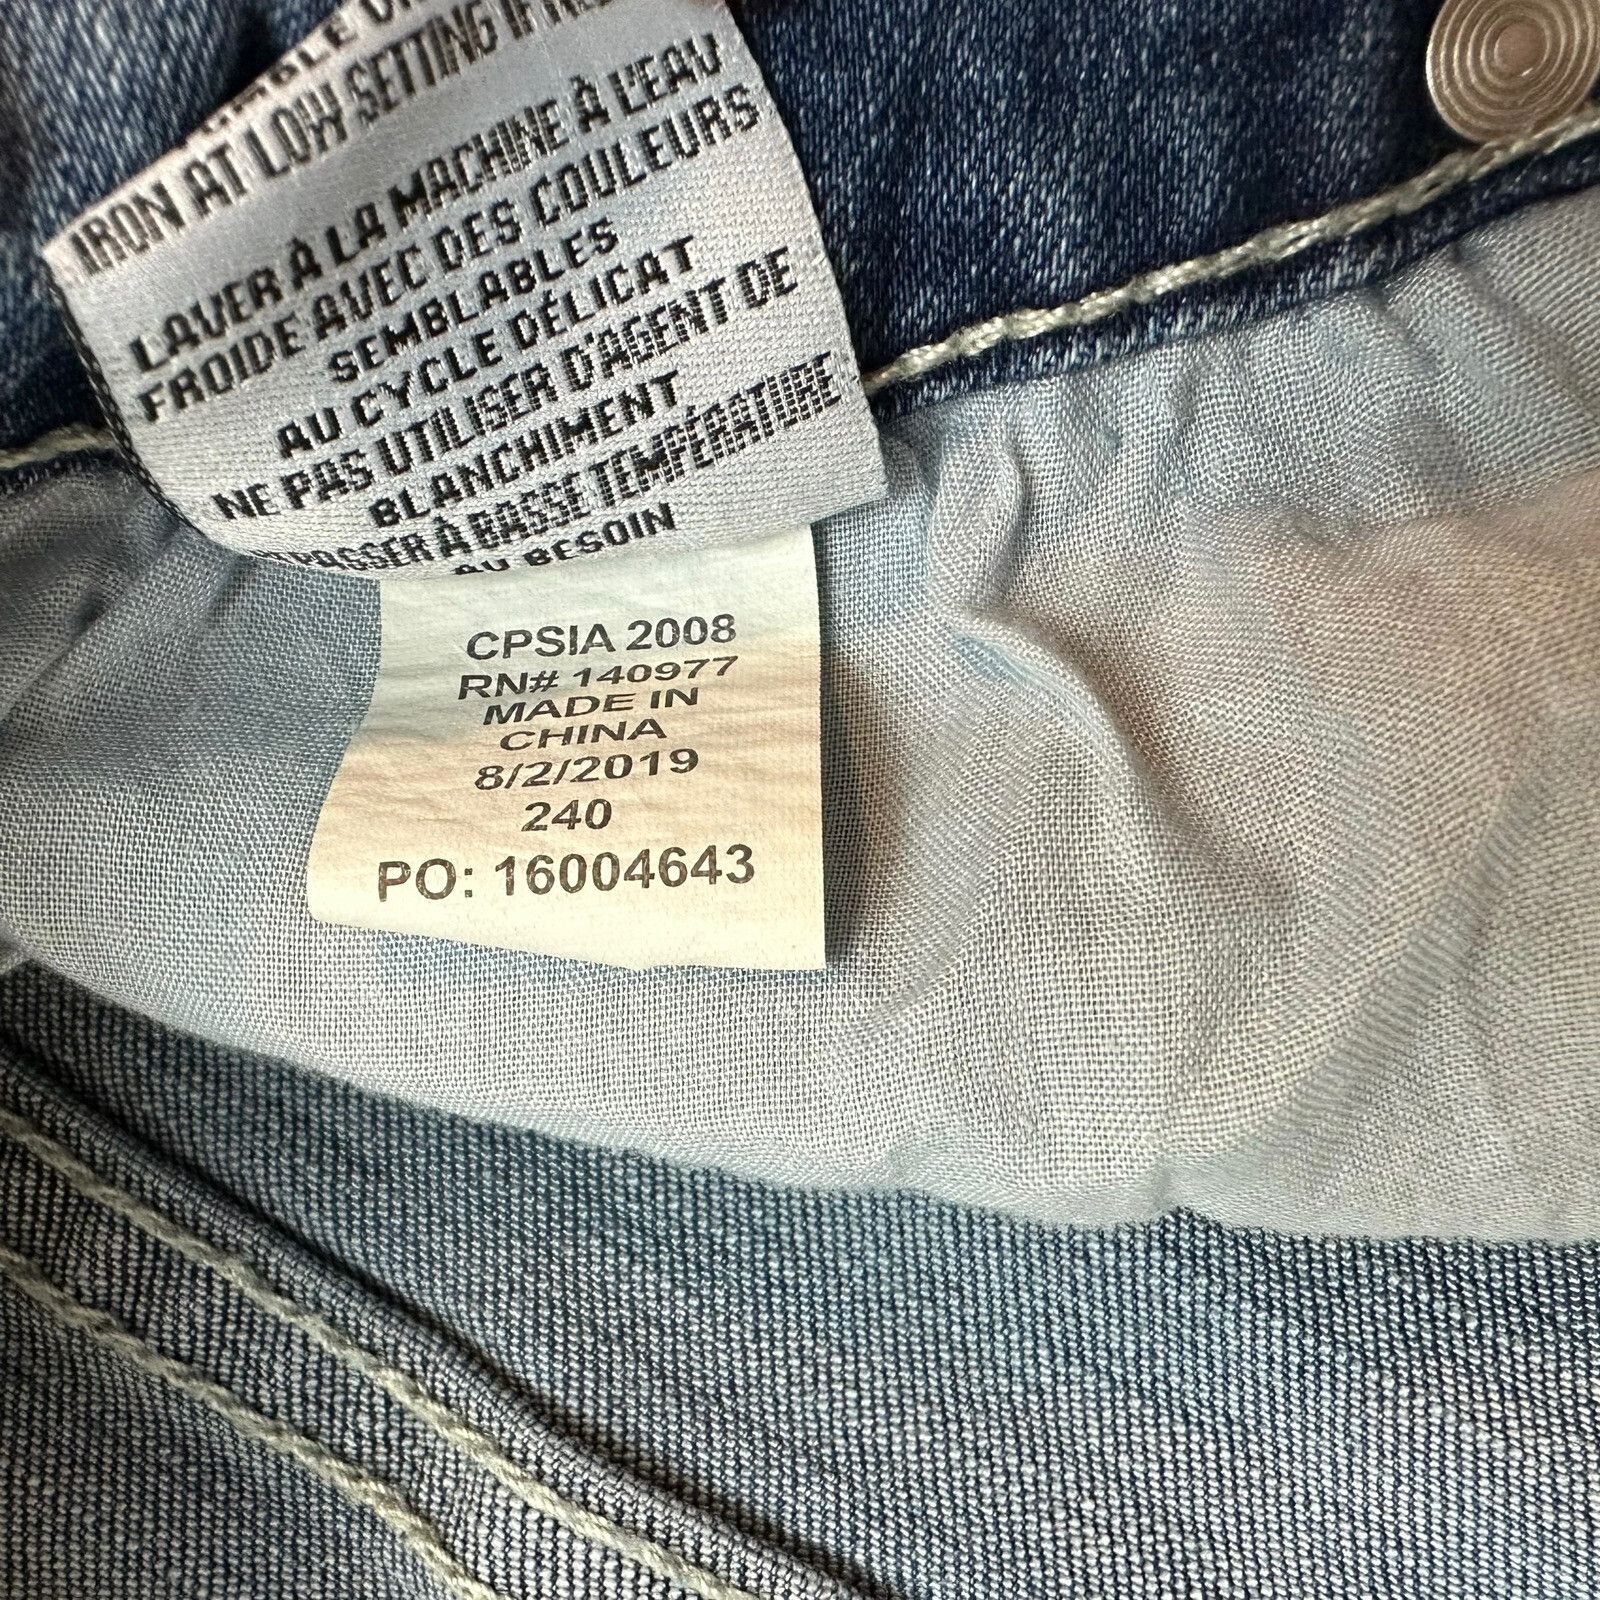 IRON AT LOW SETTING IF
LAVER À LA MACHINE À L'EAU
FROIDE AVEC DES COULEURS
SEMBLABLES
AU CYCLE DÉLICAT
NE PAS UTILISER D'AGENT DE
BLANCHIMENT
REPASSER À BASSE TEMPÉRATURE
AU BESOIN
CPSIA 2008
RN# 140977
MADE IN
CHINA
8/2/2019
240
PO: 16004643